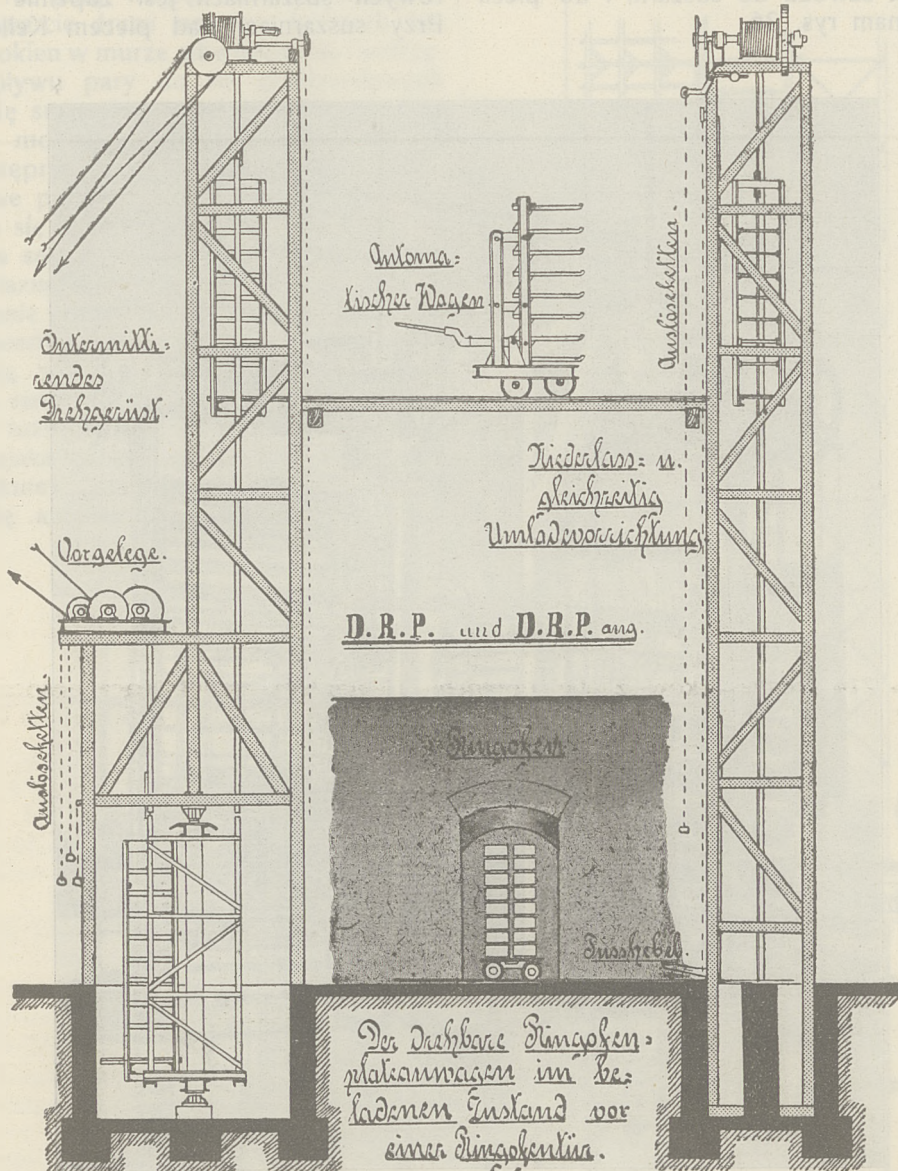 Automa=
tischer Wagen
Auslöseketten.
Intermitti=
rendes
Drehgerüst.
Niederlass= u.
gleichzeitig
Umladevorrichtung
Vorgelege.
D. R. P. und D. R. P. ang.
Auslöseketten.
Ringofen
Fusshebel.
Der drehbare Ringofen=
plateauwagen im be=
ladenen Zustand vor
einer Ringofentür.